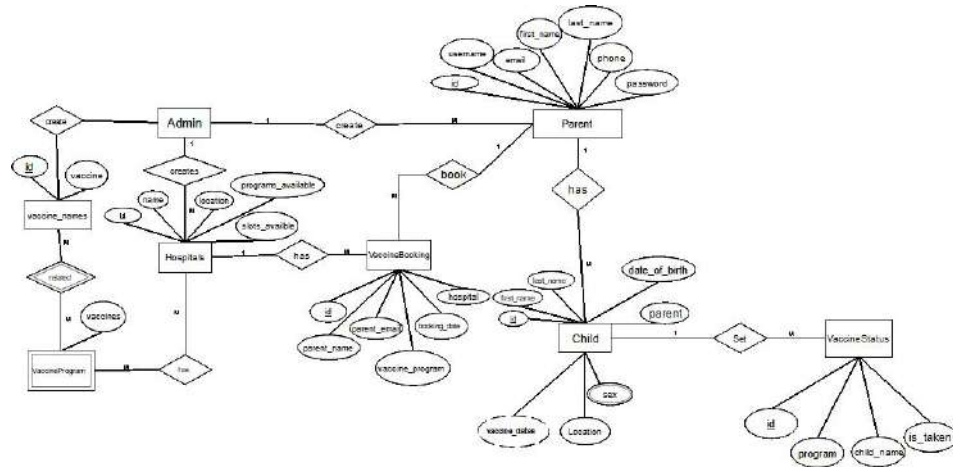 last_name
first_name
username
email
phone
id
password
create
Admin
1
create
M
Parent
1
1
1
id
vaccine
creates
book
has
programs_available
name
location
M
id
slots_availble
vaccine_names
M
Hospitals
1
has
M
VaccineBooking
M
related
last_name
date_of_birth
first_name
hospital
id
parent
id
parent_email
booking_date
M
vaccines
M
Child
1
Set
M
VaccineStatus
parent_name
VaccineProgram
M
has
vaccine_program
sex
vaccine_dates
Location
id
is_taken
program
child_name